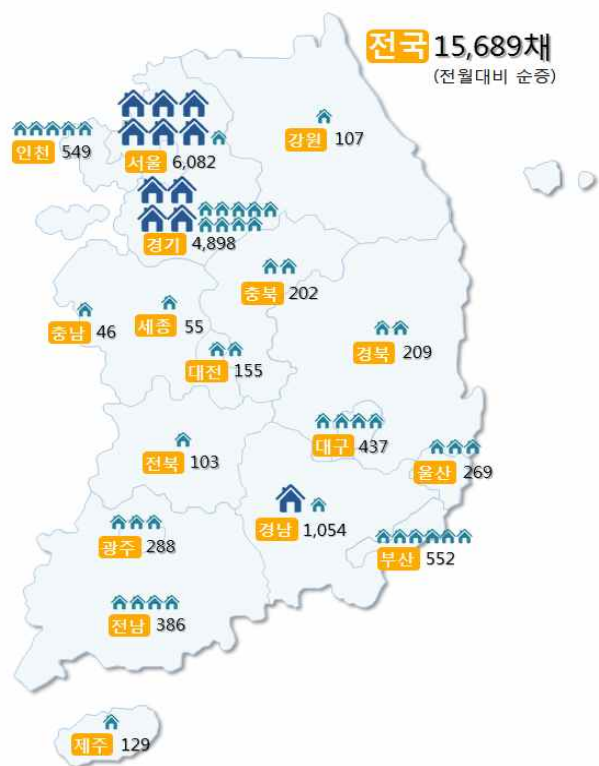 전국 15,689채
(전월대비 순증)
인천 549
서울 6,082
강원 107
경기 4,898
충북 202
충남 46
세종 55
대전 155
경북 209
대구 437
울산 269
전북 103
경남 1,054
부산 552
광주 288
전남 386
제주 129